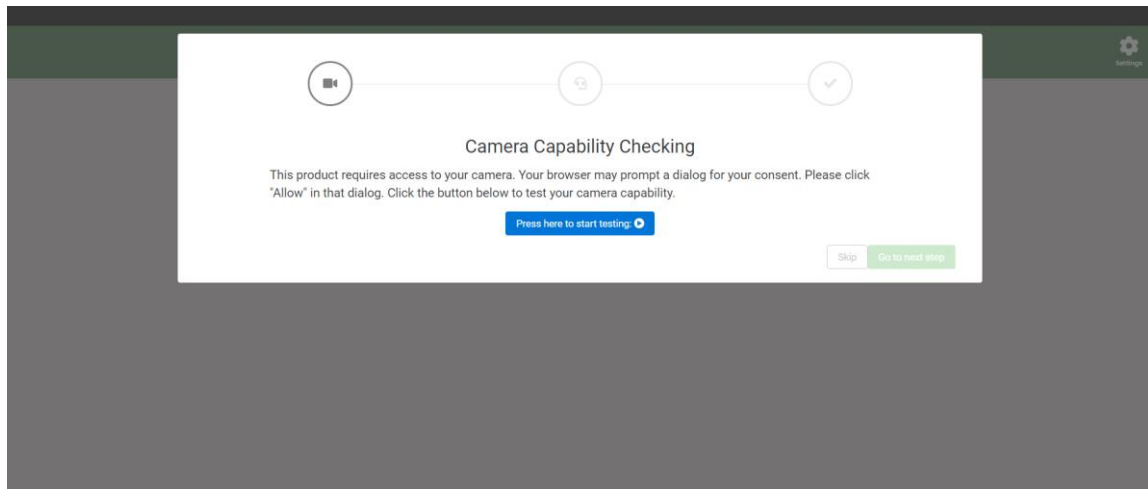 Settings
Camera Capability Checking
This product requires access to your camera. Your browser may prompt a dialog for your consent. Please click
"Allow" in that dialog. Click the button below to test your camera capability.
Press here to start testing:
Skip
Go to next step